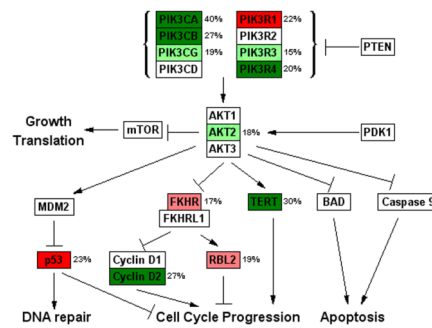 PIK3CA 40% PIK3R1 22%
PIK3CB 27% PIK3R2
PIK3CG 19% PIK3R3 15%
PIK3CD PIK3R4 20%
PTEN
AKT1
Growth
Translation
mTOR
AKT2 18%
PDK1
AKT3
MDM2
FKHR 17%
FKHRL1
TERT 30%
BAD
Caspase 9
p53 23%
Cyclin D1
Cyclin D2 27%
RBL2 19%
DNA repair
Cell Cycle Progression
Apoptosis